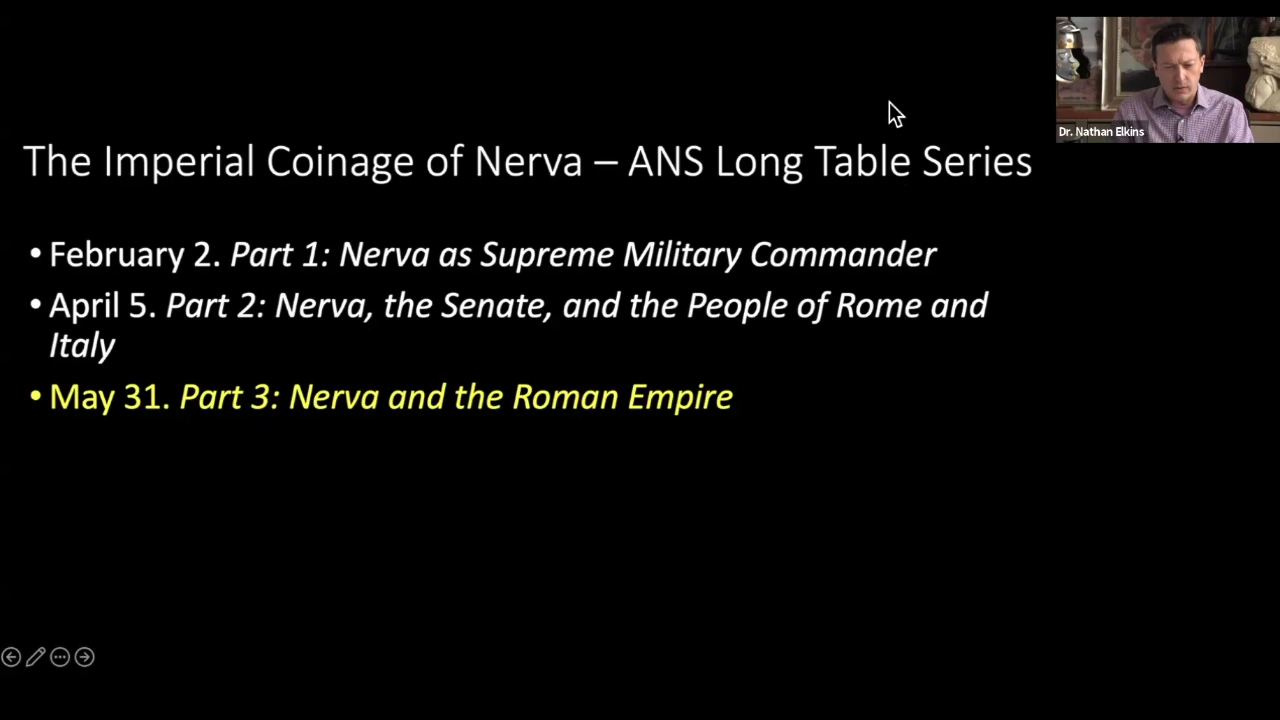 Dr. Nathan Elkins
The Imperial Coinage of Nerva – ANS Long Table Series
• February 2. Part 1: Nerva as Supreme Military Commander
• April 5. Part 2: Nerva, the Senate, and the People of Rome and
Italy
• May 31. Part 3: Nerva and the Roman Empire